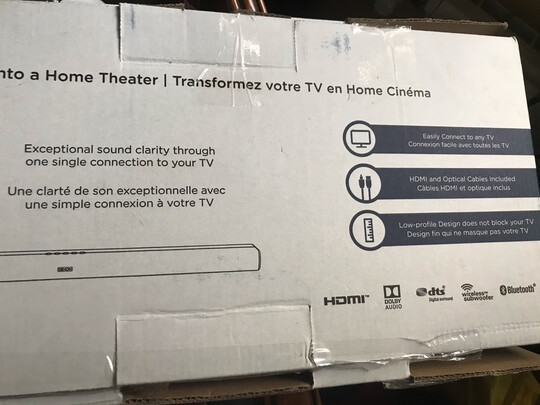 nto a Home Theater | Transformez votre TV en Home Cinéma
Exceptional sound clarity through
one single connection to your TV
Une clarté de son exceptionnelle avec
une simple connexion à votre TV
Easily Connect to any TV
Connexion facile avec toutes les TV
HDMI and Optical Cables Included
Câbles HDMI et optique inclus
Low-profile Design does not block your TV
Design fin qui ne masque pas votre TV
HDMI™
DOLBY
AUDIO
dts
digital surround
wireless
subwoofer
Bluetooth®